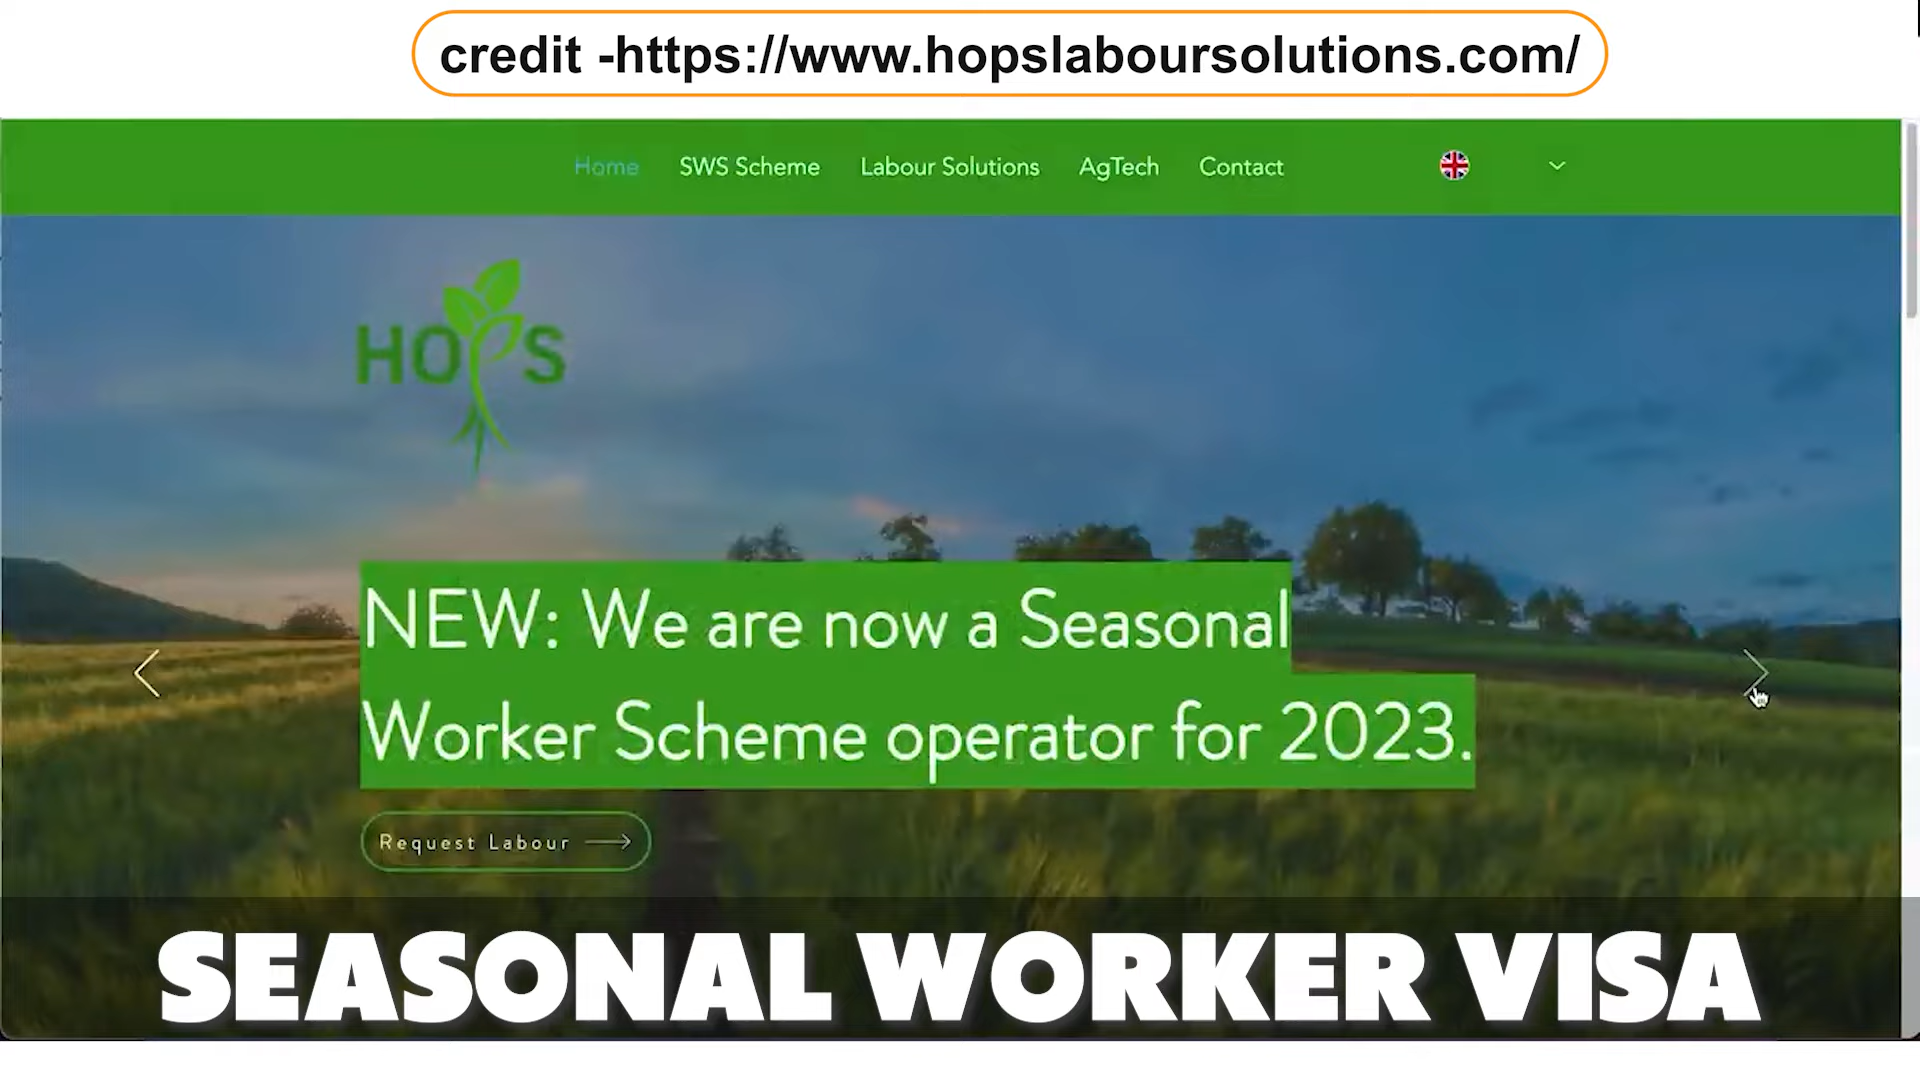 credit -https://www.hopslaboursolutions.com/
Home SWS Scheme Labour Solutions AgTech Contact
HOPS
NEW: We are now a Seasonal
Worker Scheme operator for 2023.
Request Labour
SEASONAL WORKER VISA